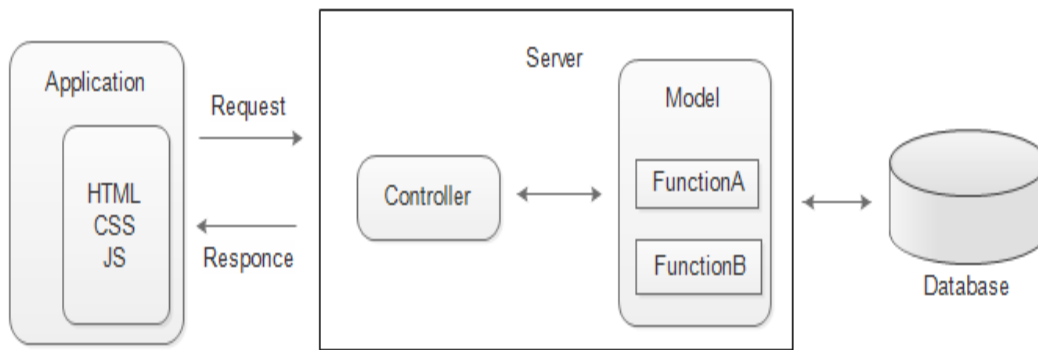 Application
HTML
CSS
JS
Request
Responce
Server
Controller
Model
FunctionA
FunctionB
Database